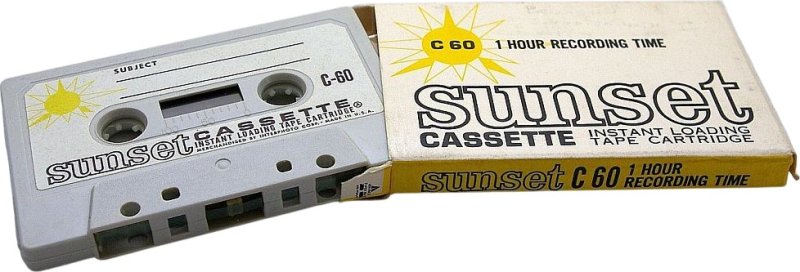 SUBJECT
C-60
sunset CASSETTE®
INSTANT LOADING TAPE CARTRIDGE
MERCHANDISED BY INTERPHOTO CORP. MADE IN U.S.A.
C 60 1 HOUR RECORDING TIME
sunset
CASSETTE INSTANT LOADING
TAPE CARTRIDGE
sunset C 60 1 HOUR
RECORDING TIME